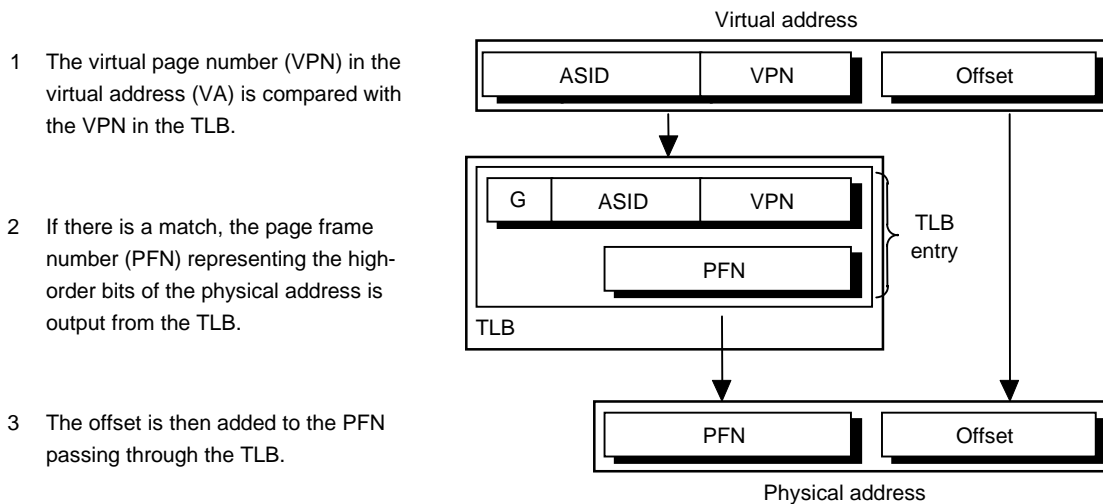 1 The virtual page number (VPN) in the
virtual address (VA) is compared with
the VPN in the TLB.
2 If there is a match, the page frame
number (PFN) representing the high-
order bits of the physical address is
output from the TLB.
3 The offset is then added to the PFN
passing through the TLB.
Virtual address
ASID VPN Offset
G ASID VPN
TLB
entry
PFN
TLB
PFN Offset
Physical address